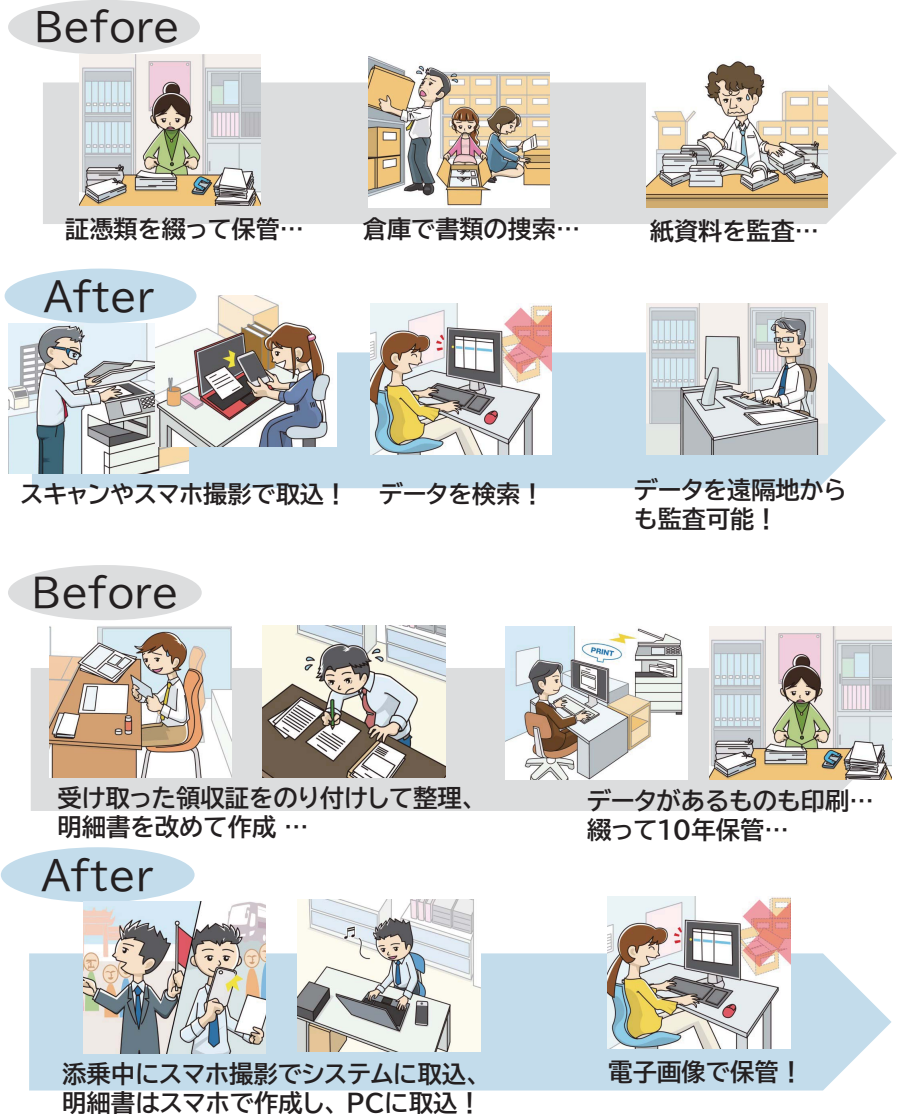 Before
証憑類を綴って保管…
倉庫で書類の捜索…
紙資料を監査…
After
スキャンやスマホ撮影で取込！
データを検索！
データを遠隔地から
も監査可能！
Before
PRINT
受け取った領収証をのり付けして整理、
明細書を改めて作成 …
データがあるものも印刷…
綴って10年保管…
After
添乗中にスマホ撮影でシステムに取込、
明細書はスマホで作成し、PCに取込！
電子画像で保管！